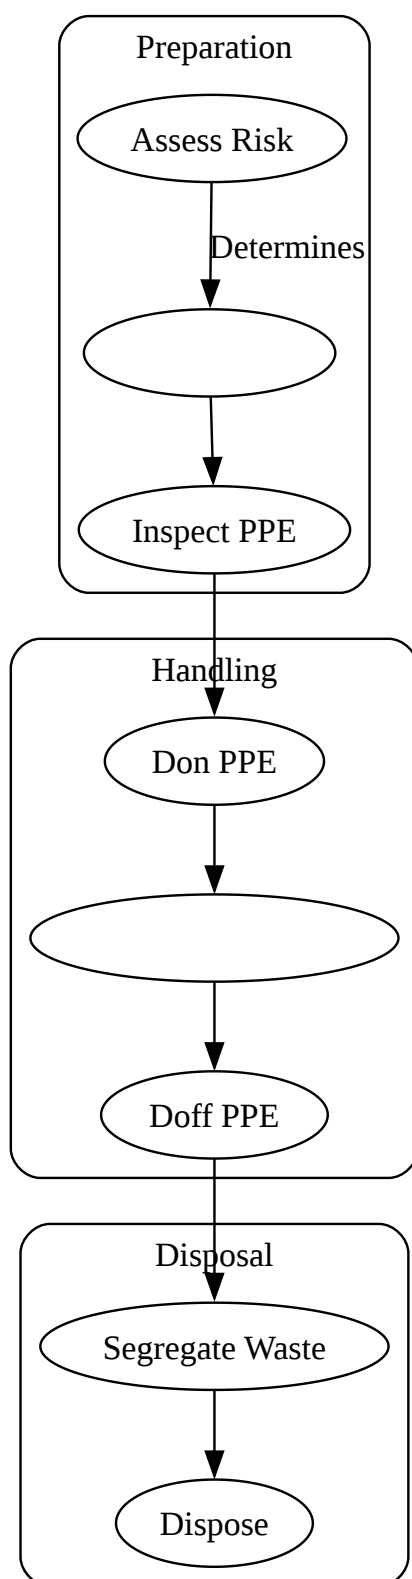 Preparation
Assess Risk
Determines
Inspect PPE
Handling
Don PPE
Doff PPE
Disposal
Segregate Waste
Dispose